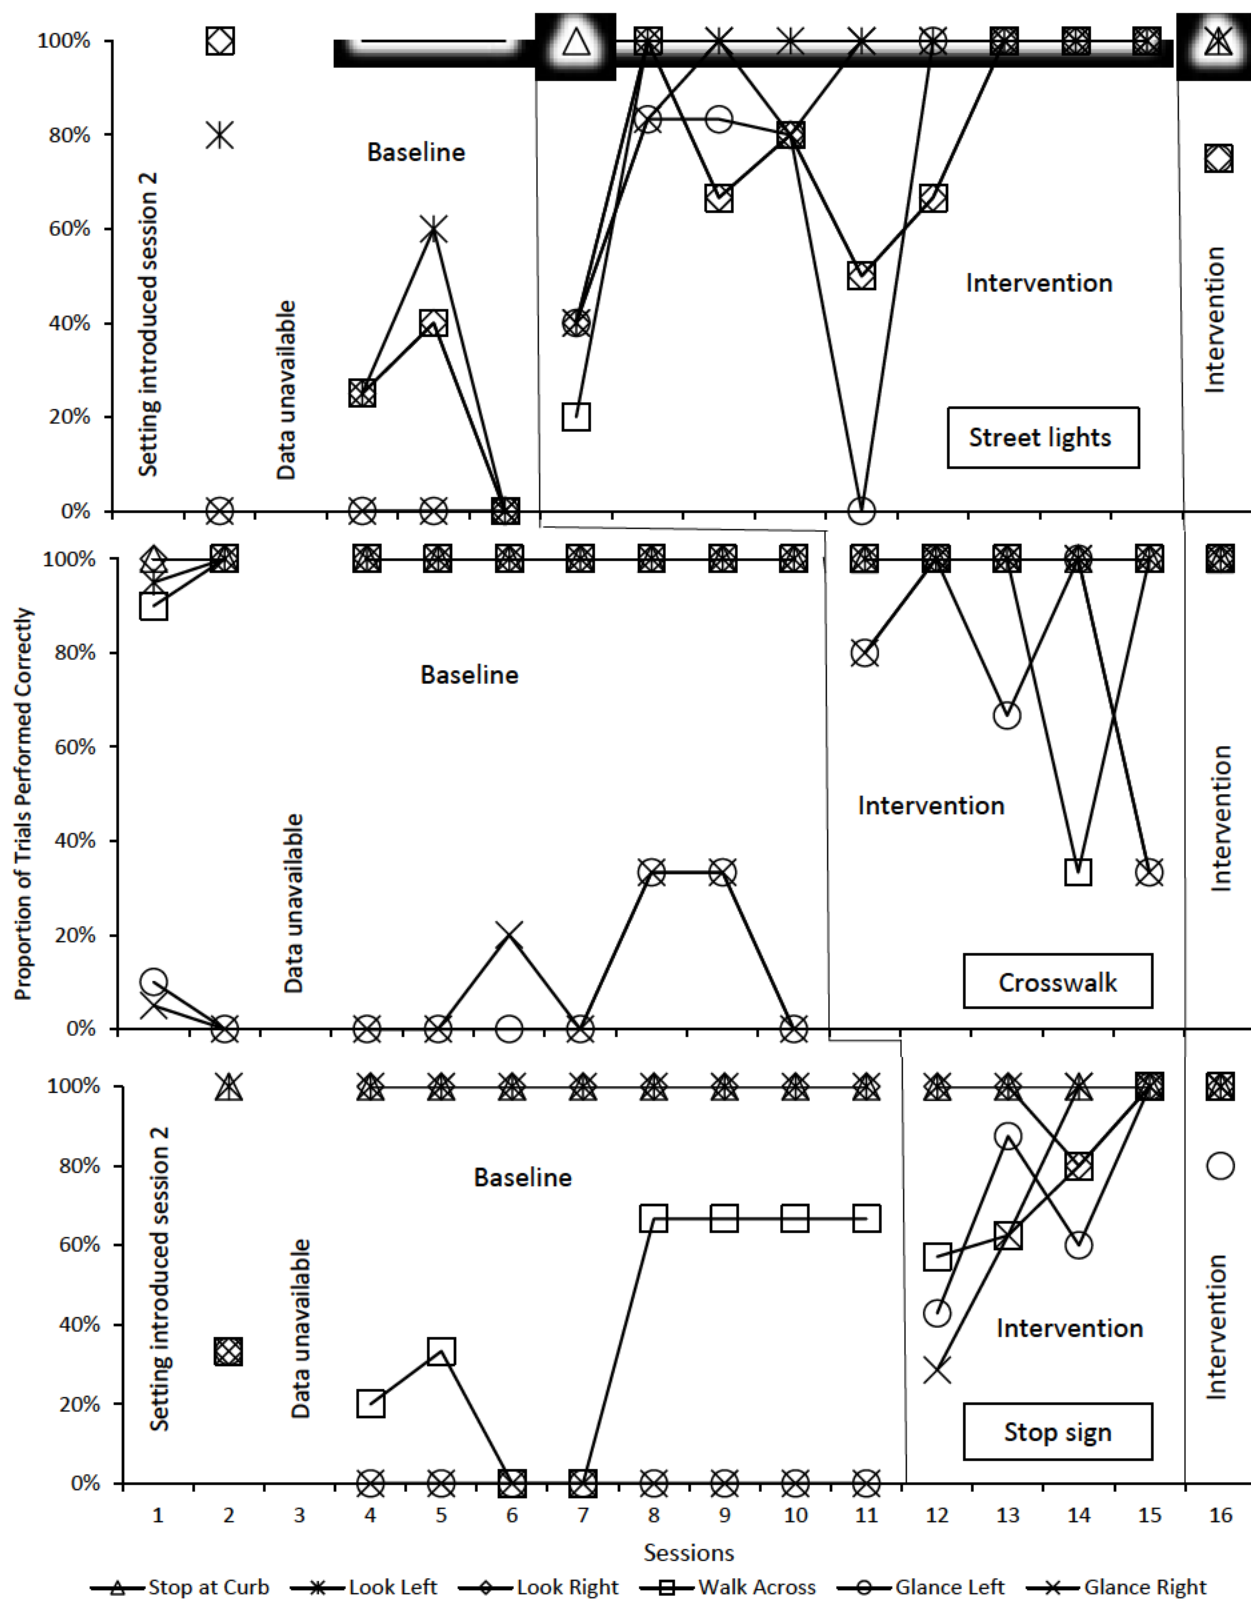 100%
80%
60%
40%
20%
0%
Setting introduced session 2
Data unavailable
Baseline
Intervention
Street lights
Intervention
Proportion of Trials Performed Correctly
100%
80%
60%
40%
20%
0%
Data unavailable
Baseline
Intervention
Crosswalk
Intervention
100%
80%
60%
40%
20%
0%
Setting introduced session 2
Data unavailable
Baseline
Intervention
Stop sign
Intervention
1 2 3 4 5 6 7 8 9 10 11 12 13 14 15 16
Sessions
Stop at Curb Look Left Look Right Walk Across Glance Left Glance Right